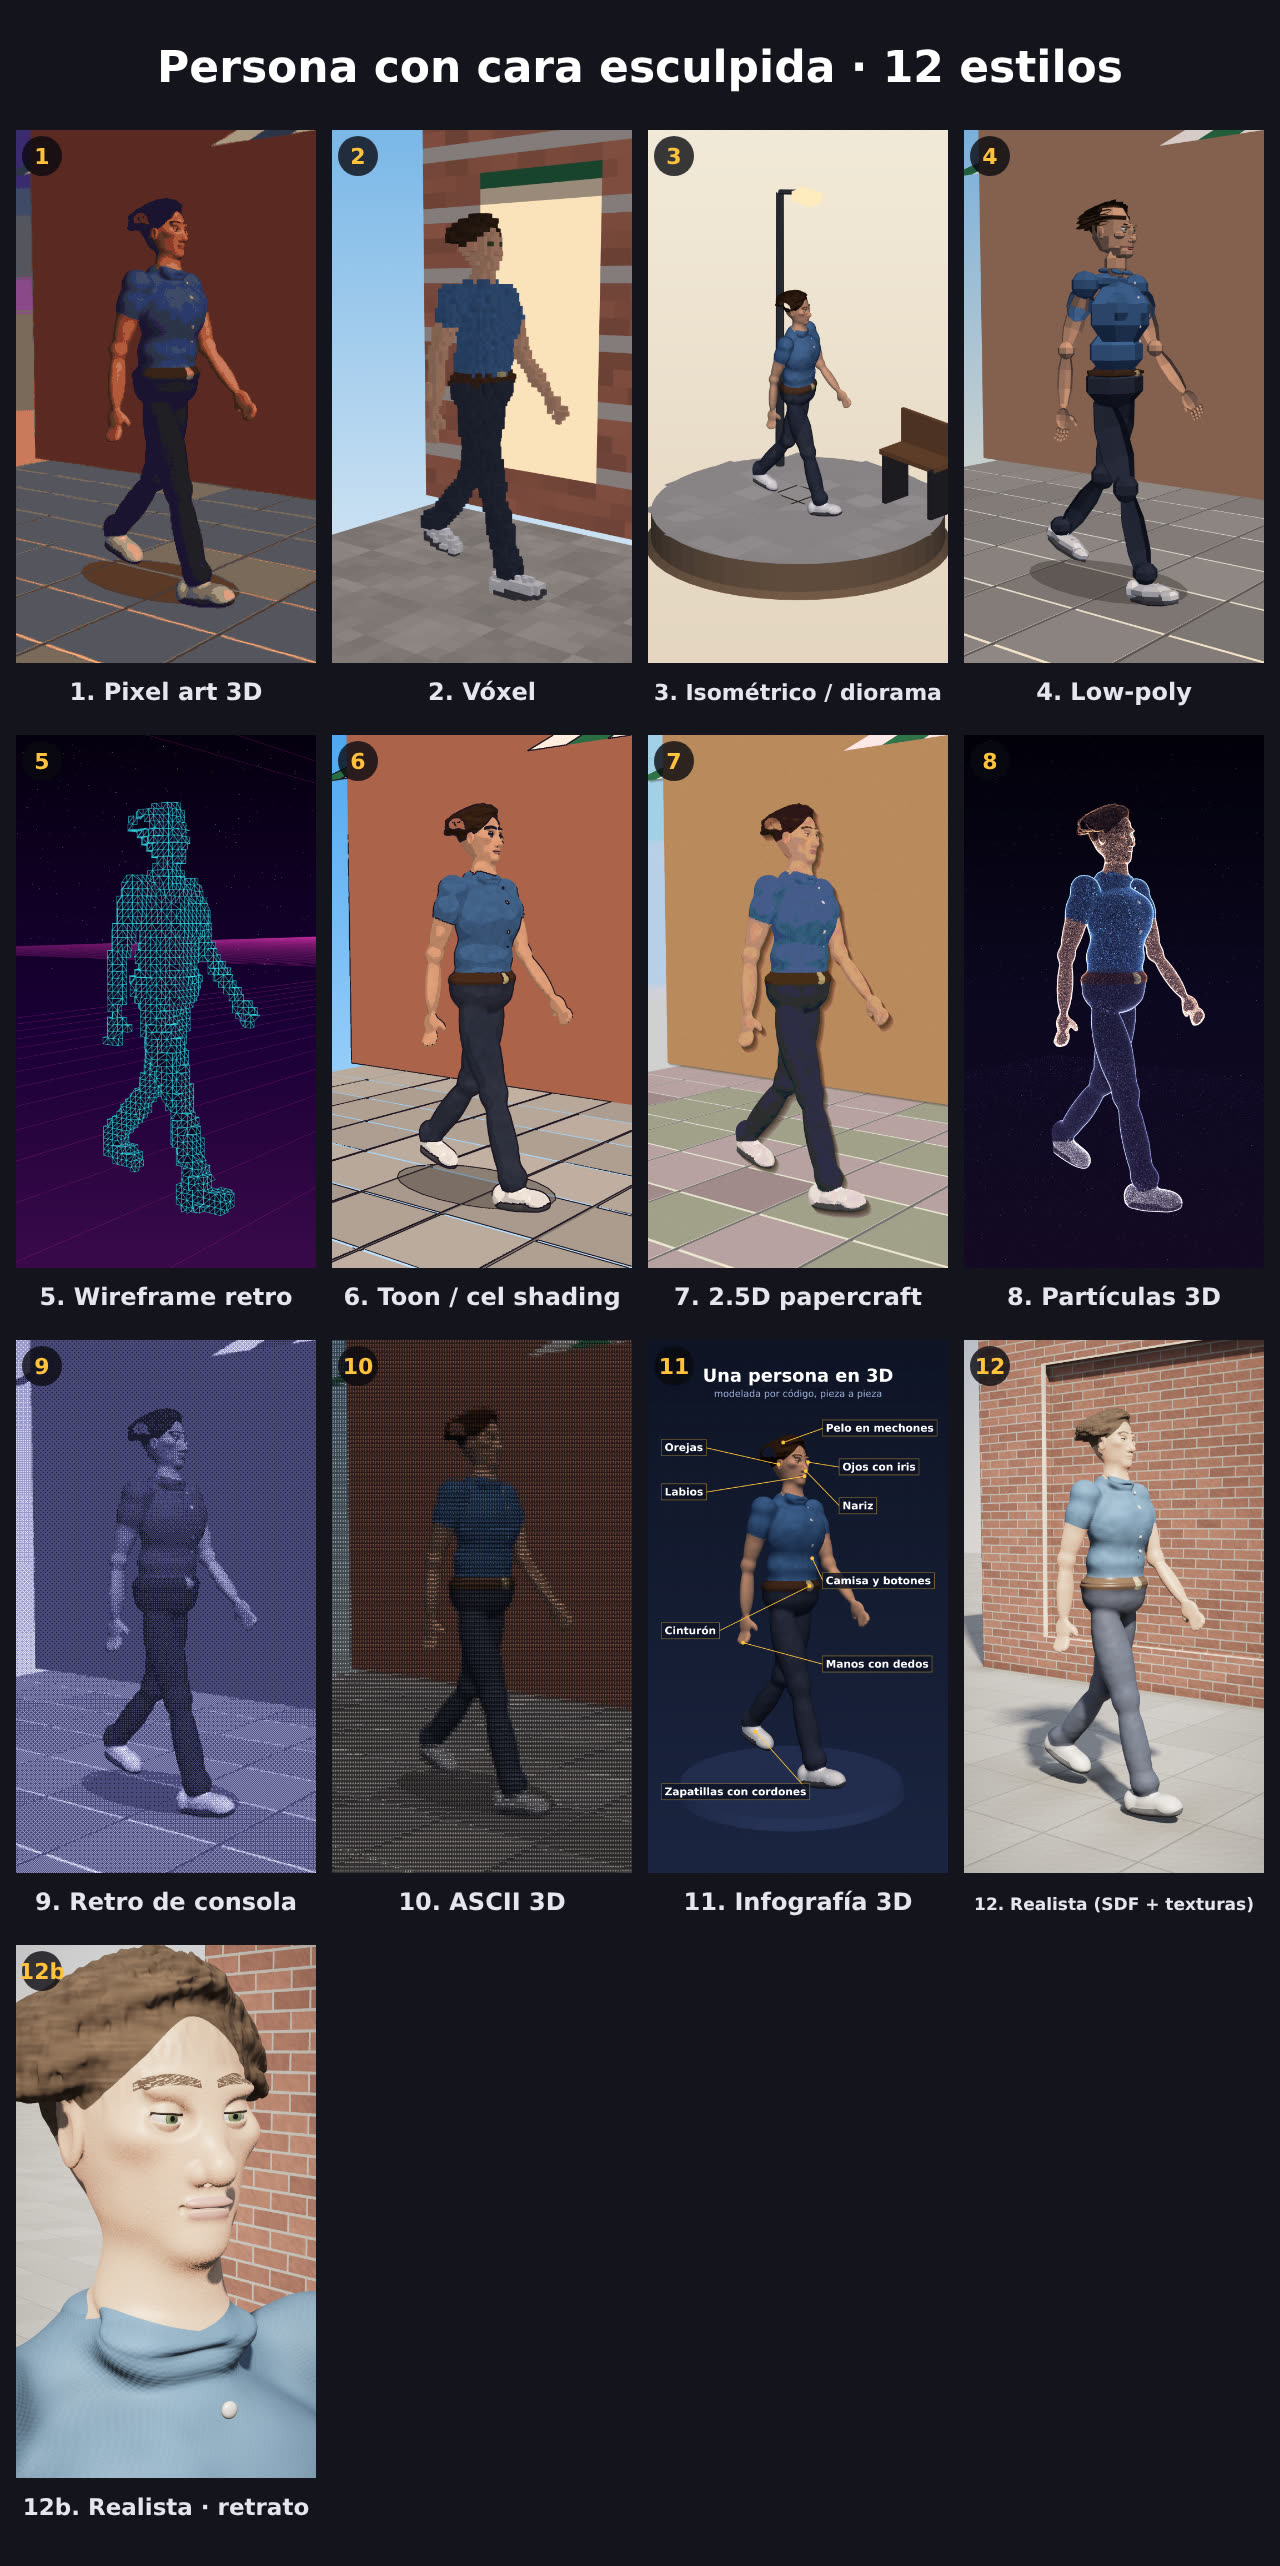 Persona con cara esculpida · 12 estilos
1
2
3
4
1. Pixel art 3D
2. Vóxel
3. Isométrico / diorama
4. Low-poly
5
6
7
8
5. Wireframe retro
6. Toon / cel shading
7. 2.5D papercraft
8. Partículas 3D
9
10
11
12
Una persona en 3D
modelada por código, pieza a pieza
Pelo en mechones
Orejas
Ojos con iris
Labios
Nariz
Camisa y botones
Cinturón
Manos con dedos
Zapatillas con cordones
9. Retro de consola
10. ASCII 3D
11. Infografía 3D
12. Realista (SDF + texturas)
12b
12b. Realista · retrato